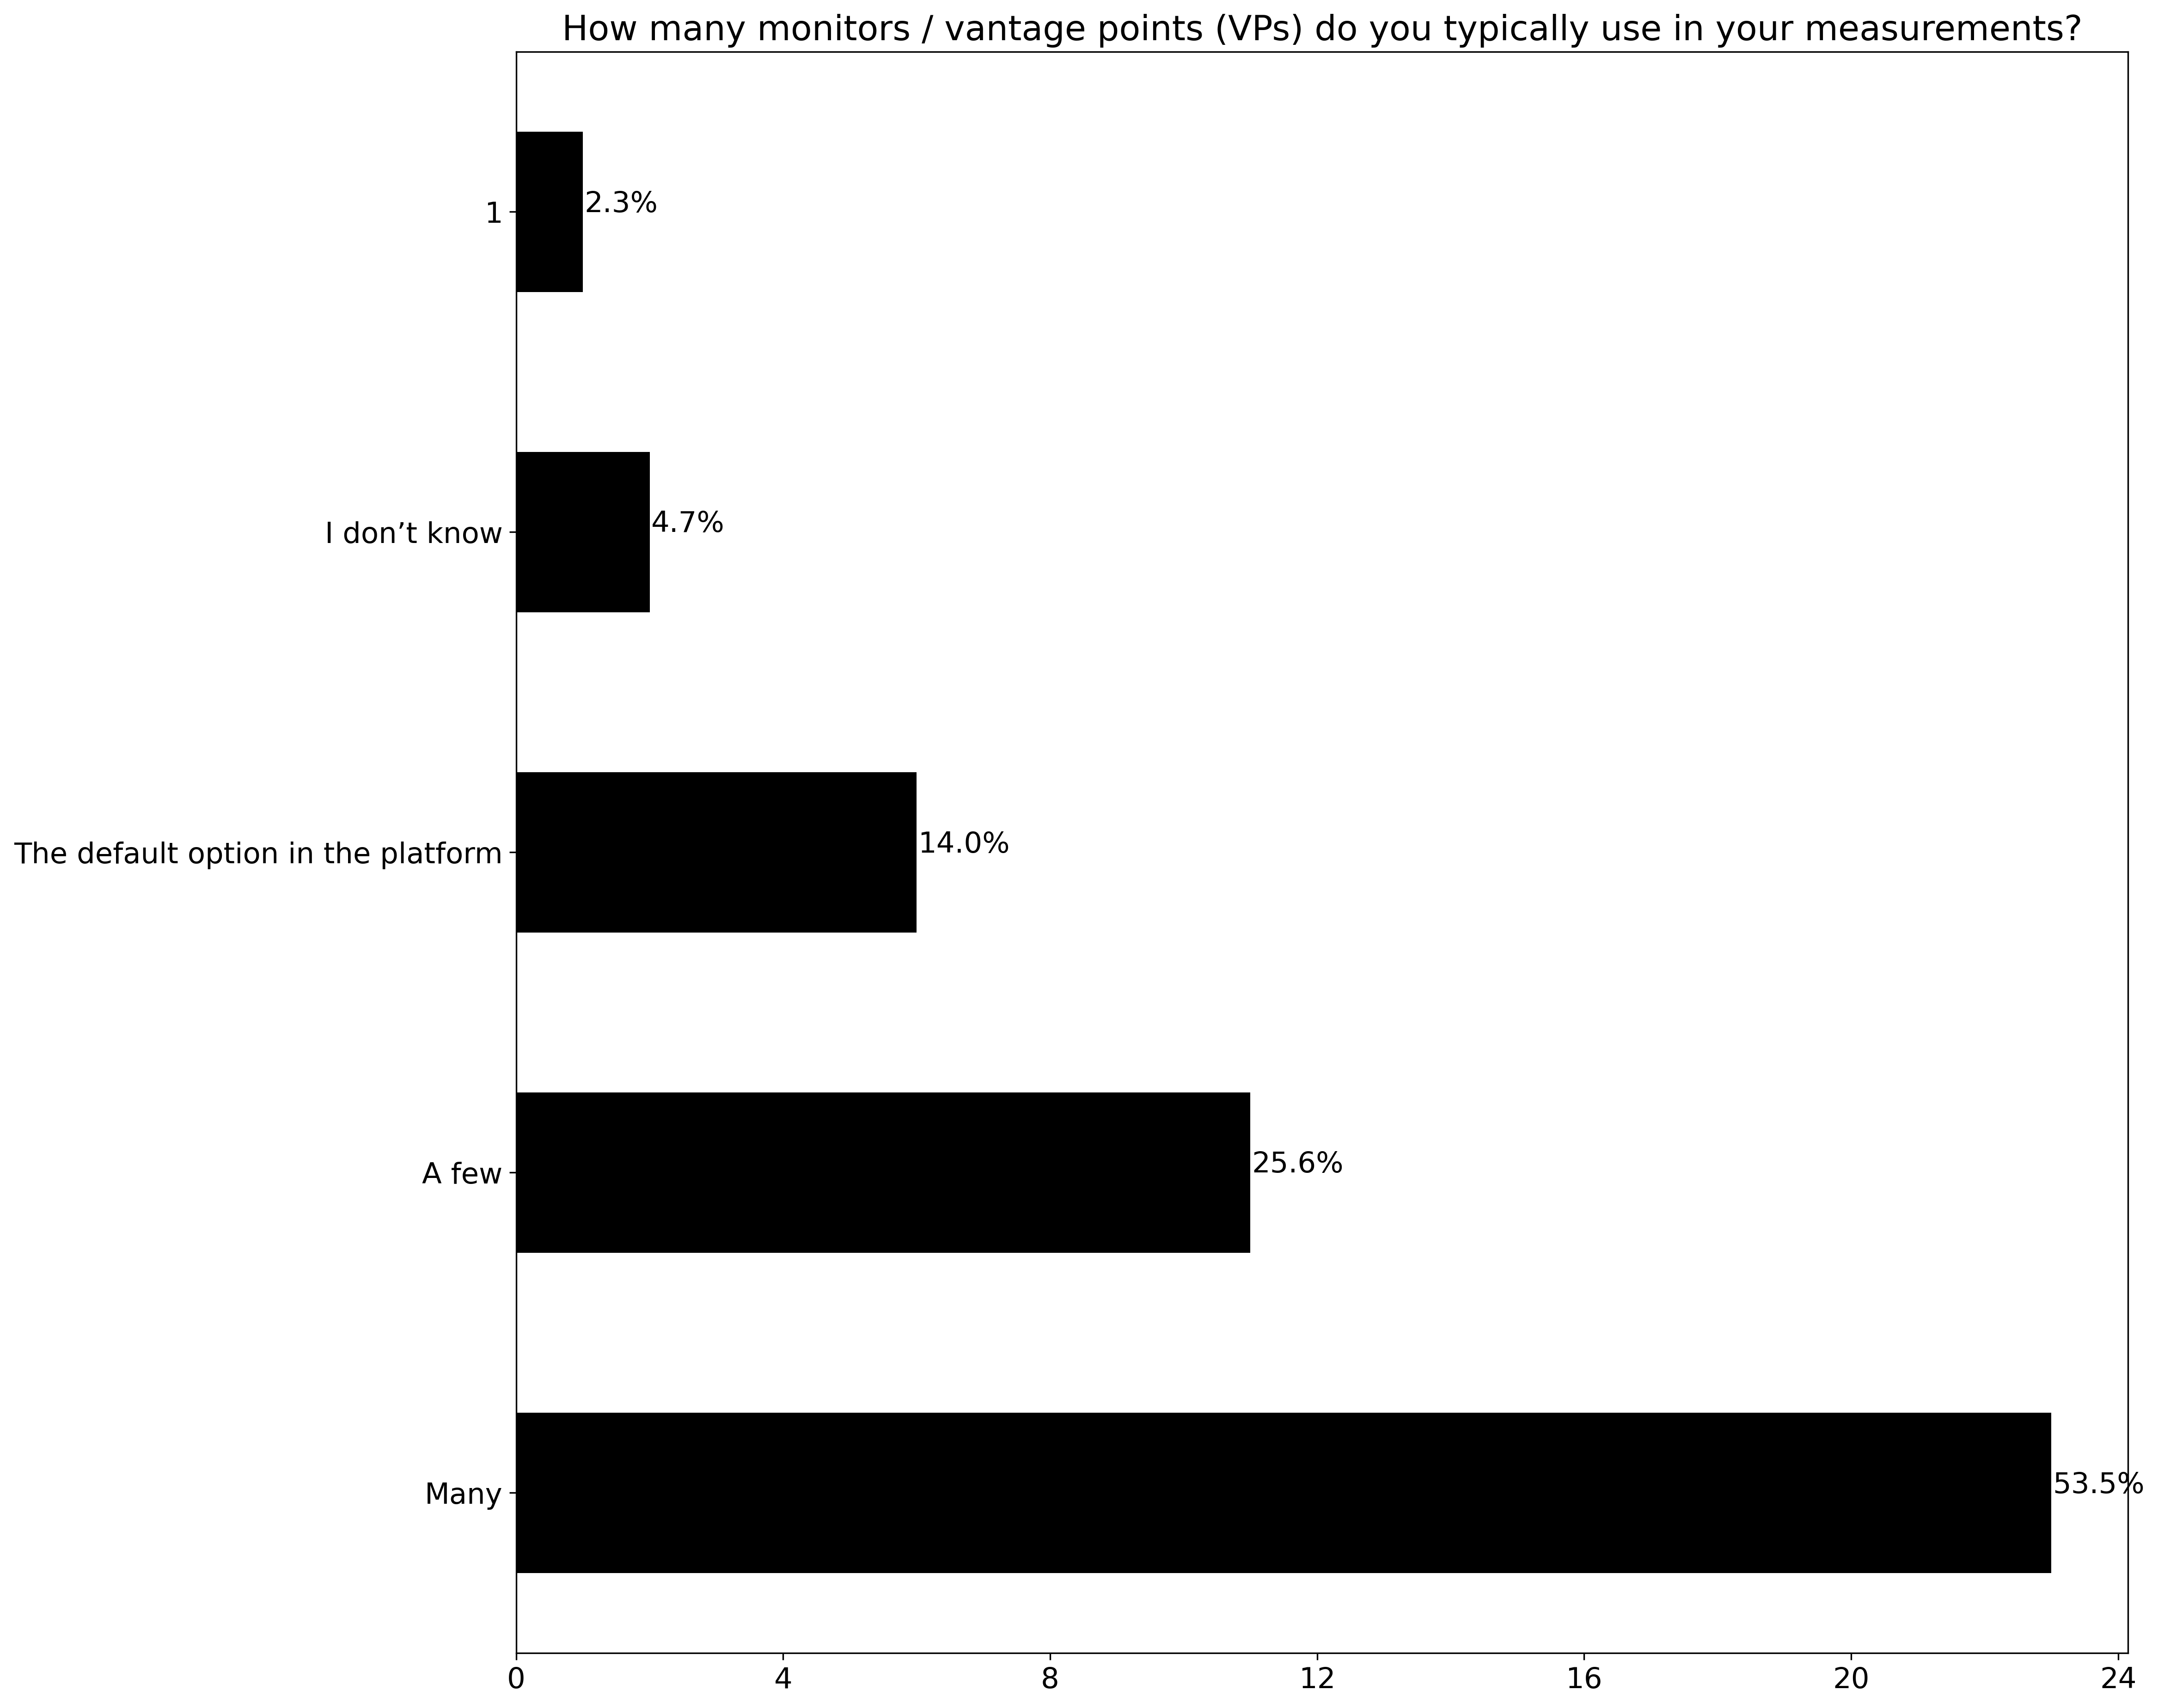 How many monitors / vantage points (VPs) do you typically use in your measurements?
1
2.3%
I don’t know
4.7%
The default option in the platform
14.0%
A few
25.6%
Many
53.5%
0 4 8 12 16 20 24